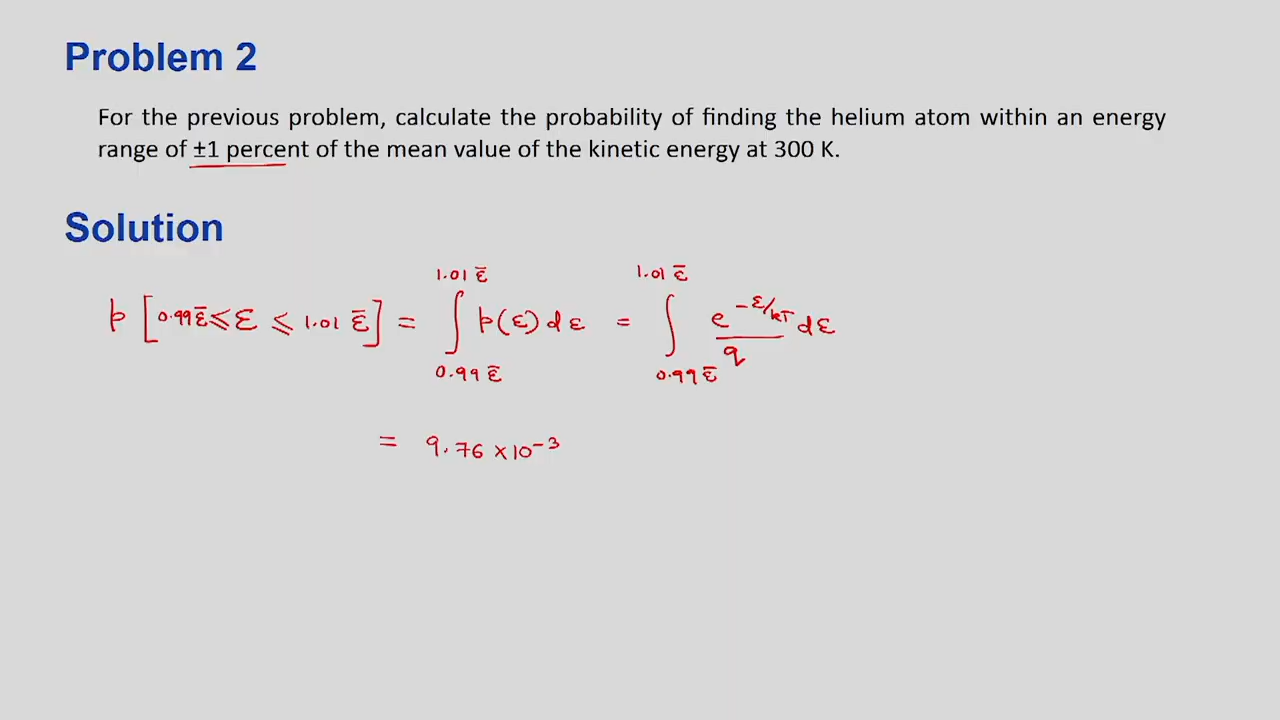 Problem 2
For the previous problem, calculate the probability of finding the helium atom within an energy
range of ±1 percent of the mean value of the kinetic energy at 300 K.
Solution
p [0.99ε̄ ⩽ ε ⩽ 1.01 ε̄] = ∫_{0.99 ε̄}^{1.01 ε̄} p(ε) dε = ∫_{0.99 ε̄}^{1.01 ε̄} e^{-ε/kT}/q dε
= 9.76 × 10^{-3}